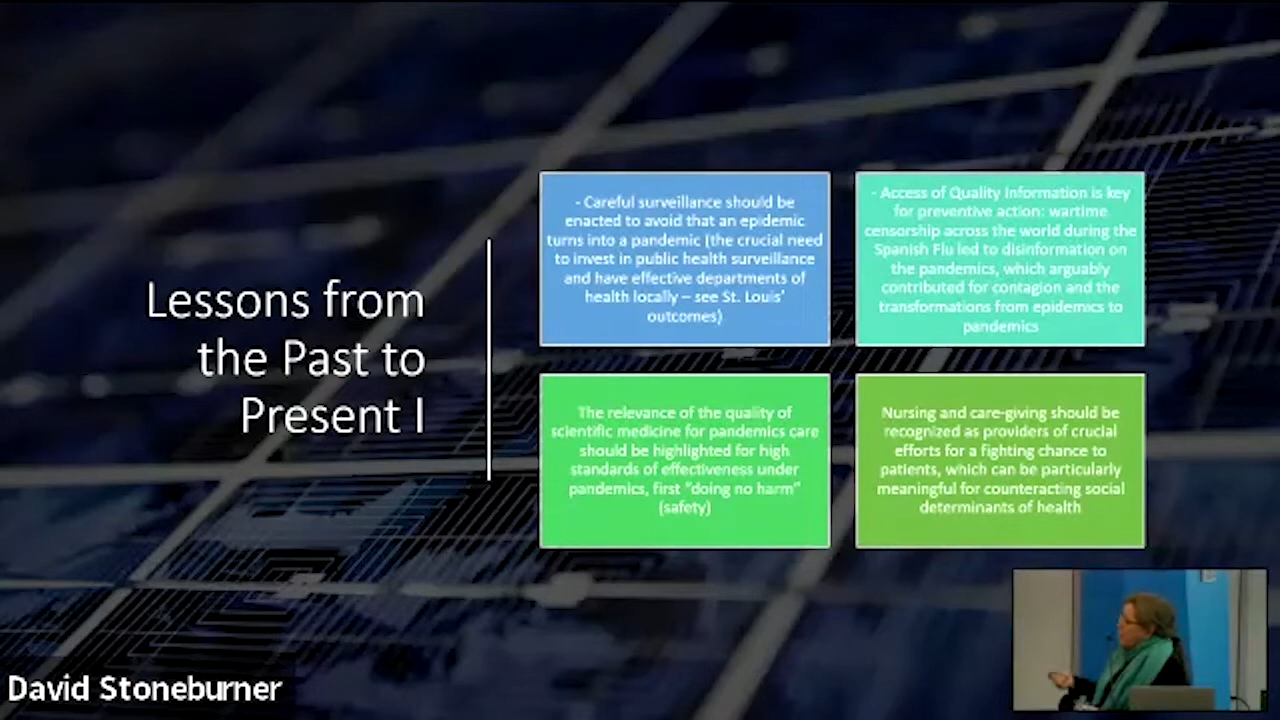 Lessons from
the Past to
Present I
- Careful surveillance should be
enacted to avoid that an epidemic
turns into a pandemic (the crucial need
to invest in public health surveillance
and have effective departments of
health locally – see St. Louis'
outcomes)
- Access of Quality Information is key
for preventive action: wartime
censorship across the world during the
Spanish Flu led to disinformation on
the pandemics, which arguably
contributed for contagion and the
transformations from epidemics to
pandemics
The relevance of the quality of
scientific medicine for pandemics care
should be highlighted for high
standards of effectiveness under
pandemics, first "doing no harm"
(safety)
Nursing and care-giving should be
recognized as providers of crucial
efforts for a fighting chance to
patients, which can be particularly
meaningful for counteracting social
determinants of health
David Stoneburner